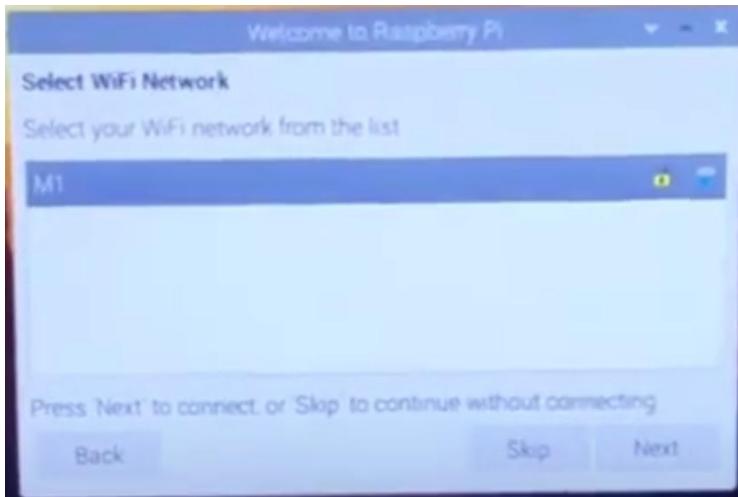 Welcome to Raspberry Pi
Select WiFi Network
Select your WiFi network from the list
M1
Press 'Next' to connect, or 'Skip' to continue without connecting
Back
Skip
Next